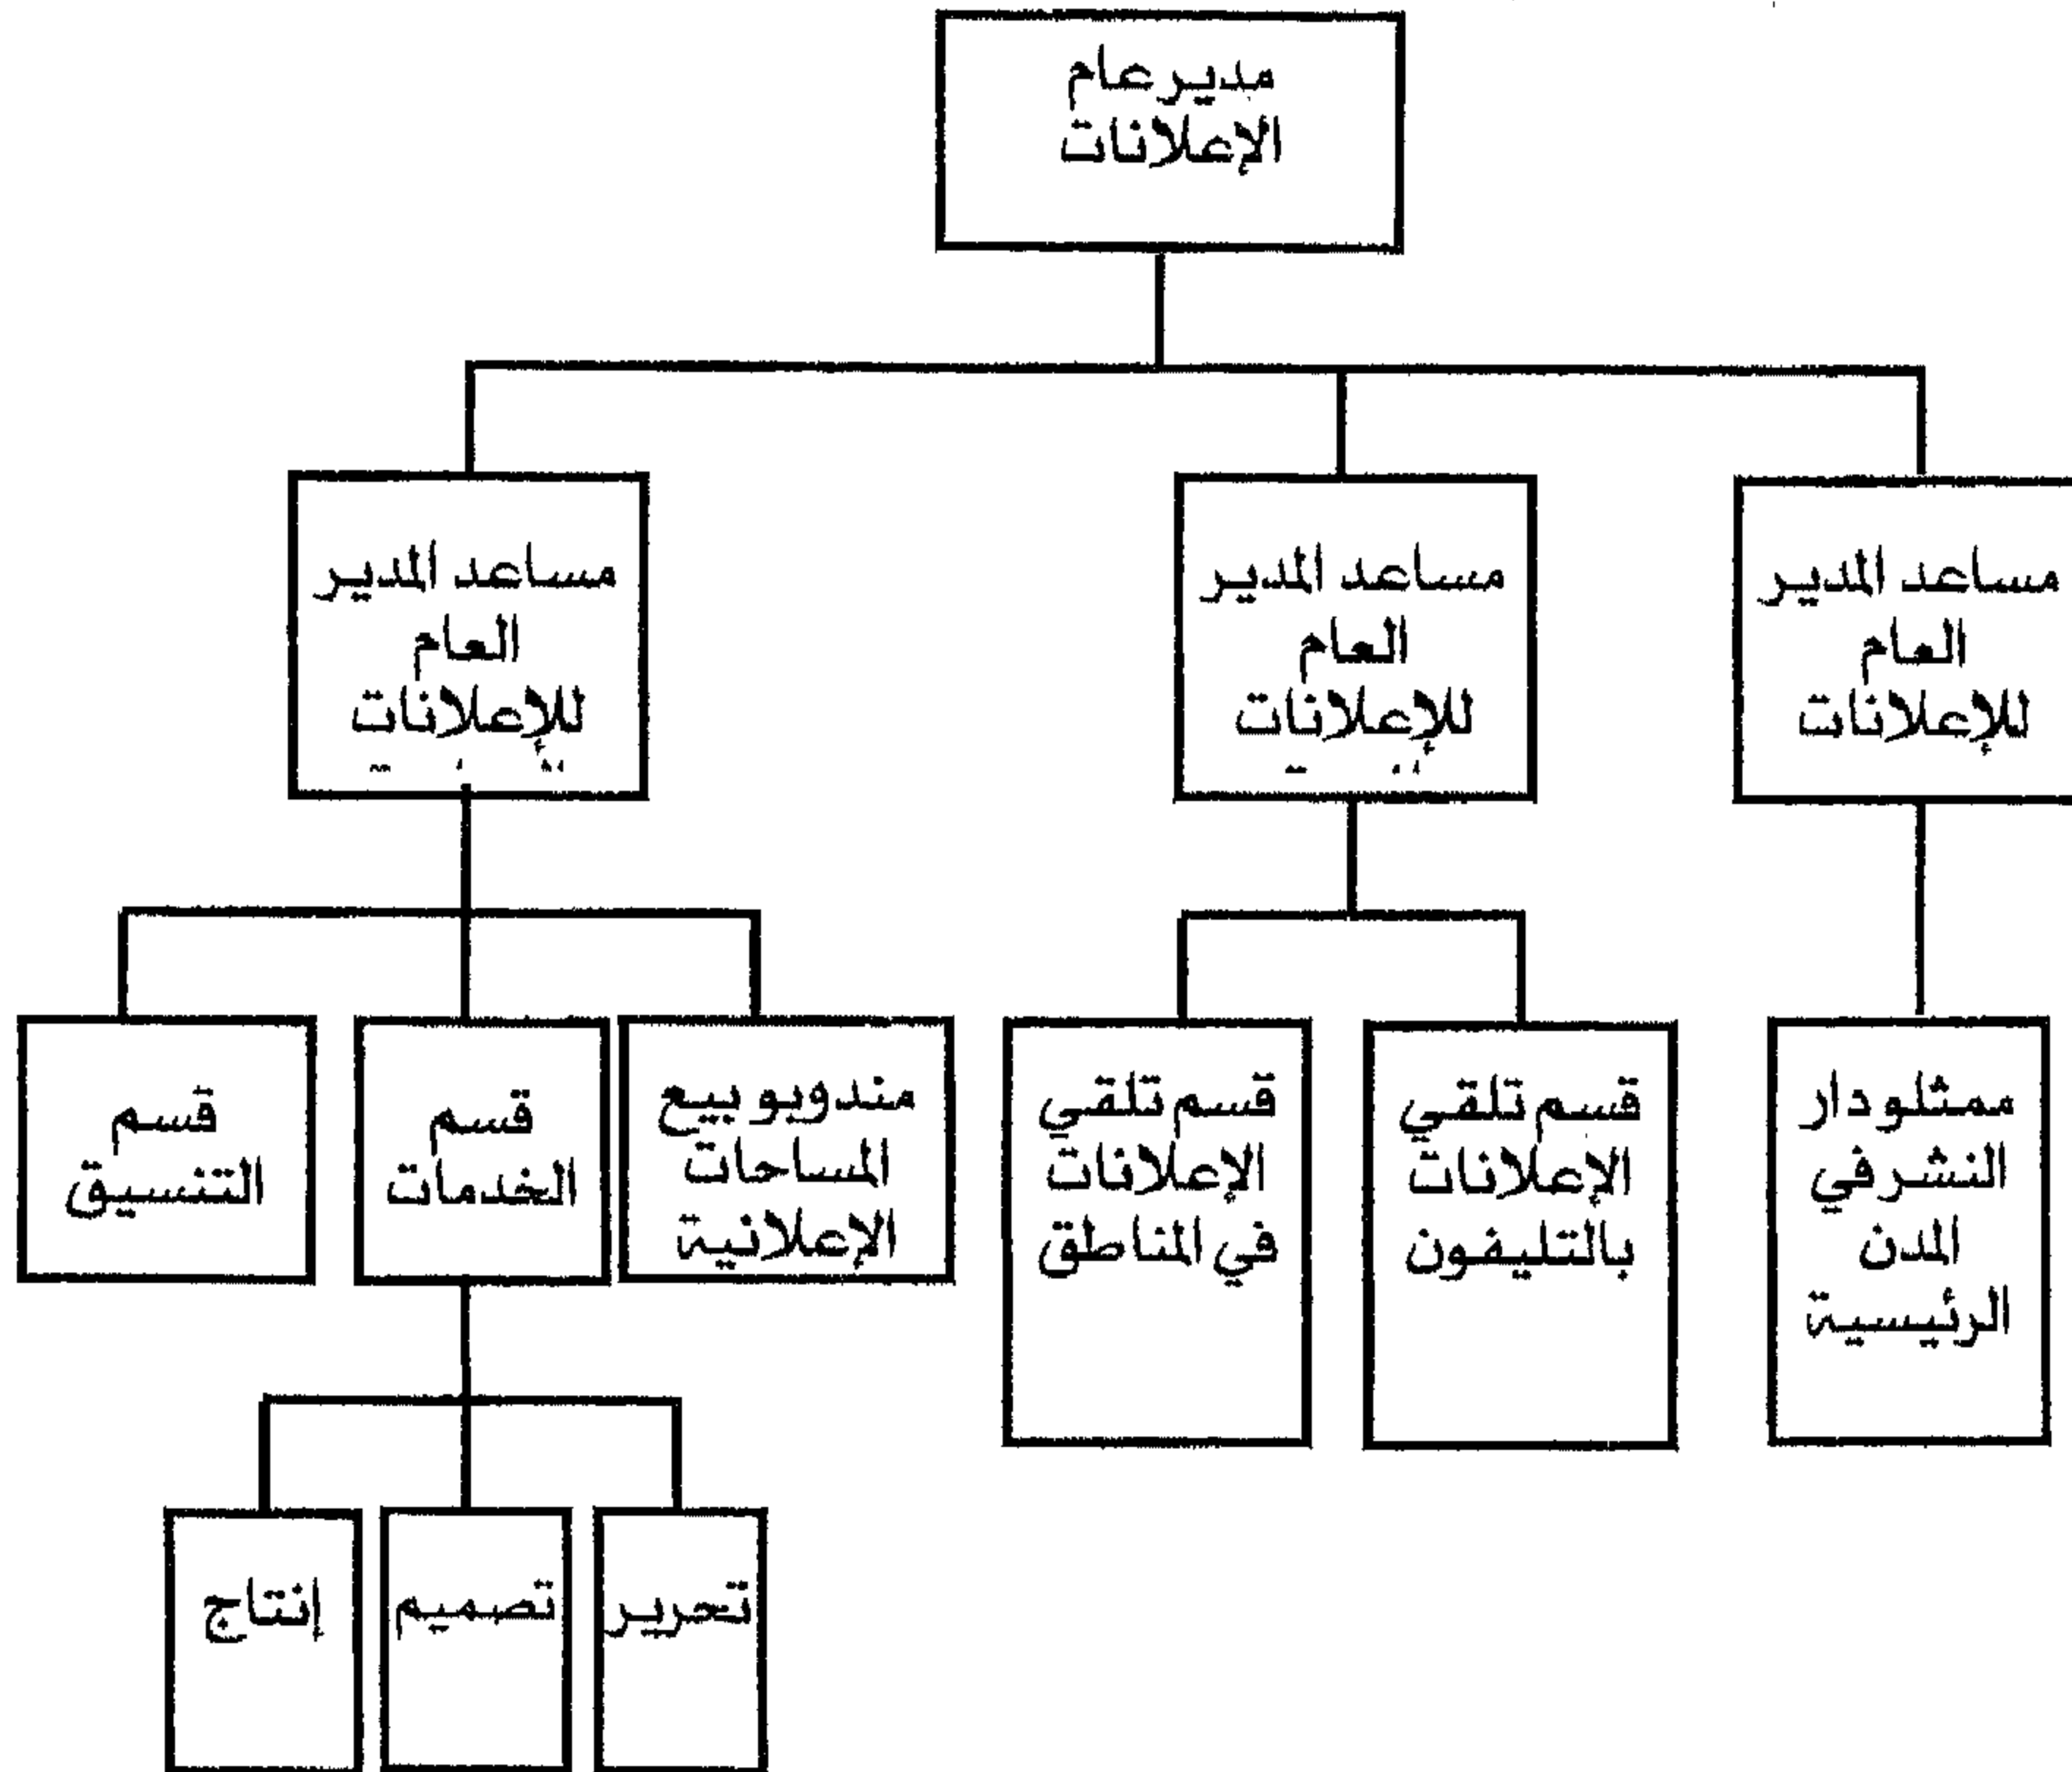 مدير عام
الإعلانات
مساعد المدير
العام
للإعلانات
مساعد المدير
العام
للإعلانات
مساعد المدير
العام
للإعلانات
ممثلو دار
النشر في
المدن
الرئيسية
قسم تلقي
الإعلانات
بالتليفون
قسم تلقي
الإعلانات
في المناطق
مندوبو بيع
المساحات
الإعلانية
قسم
الخدمات
قسم
التنسيق
تحرير
تصميم
إنتاج